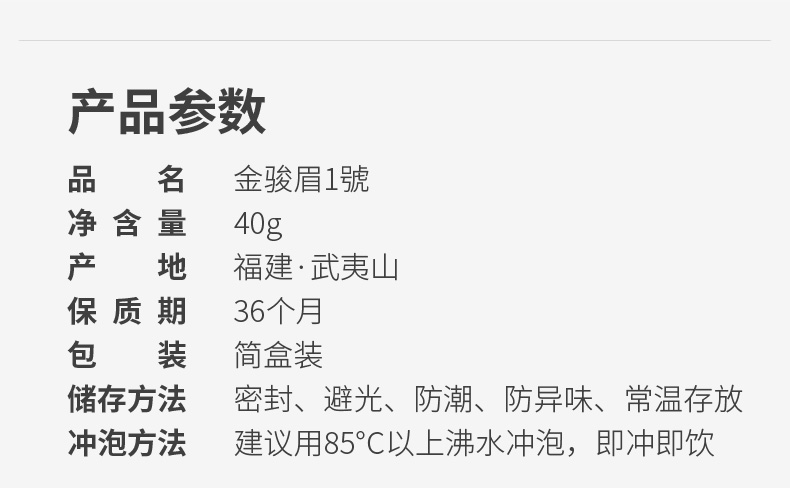 产品参数
品名 金骏眉1號
净含量 40g
产地 福建·武夷山
保质期 36个月
包装 简盒装
储存方法 密封、避光、防潮、防异味、常温存放
冲泡方法 建议用85℃以上沸水冲泡，即冲即饮